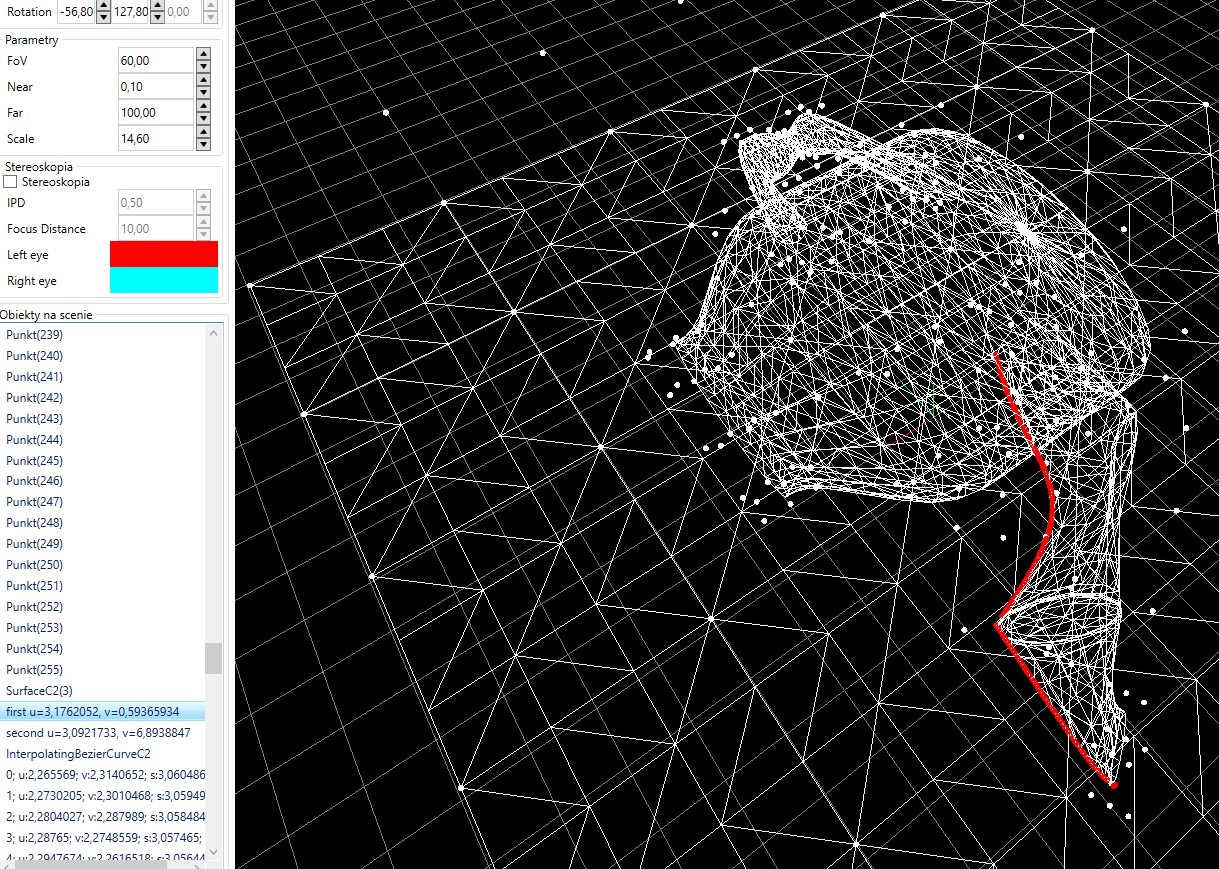 Rotation -56,80 127,80 0,00
Parametry
FoV 60,00
Near 0,10
Far 100,00
Scale 14,60
Stereoskopia
Stereoskopia
IPD 0,50
Focus Distance 10,00
Left eye
Right eye
Obiekty na scenie
Punkt(239)
Punkt(240)
Punkt(241)
Punkt(242)
Punkt(243)
Punkt(244)
Punkt(245)
Punkt(246)
Punkt(247)
Punkt(248)
Punkt(249)
Punkt(250)
Punkt(251)
Punkt(252)
Punkt(253)
Punkt(254)
Punkt(255)
SurfaceC2(3)
first u=3,1762052, v=0,59365934
second u=3,0921733, v=6,8938847
InterpolatingBezierCurveC2
0; u:2,265569; v:2,3140652; s:3,060486
1; u:2,2730205; v:2,3010468; s:3,05949
2; u:2,2804027; v:2,287989; s:3,058484
3; u:2,28765; v:2,2748559; s:3,057465;
4; u:2,2947674; v:2,2616518; s:3,05644